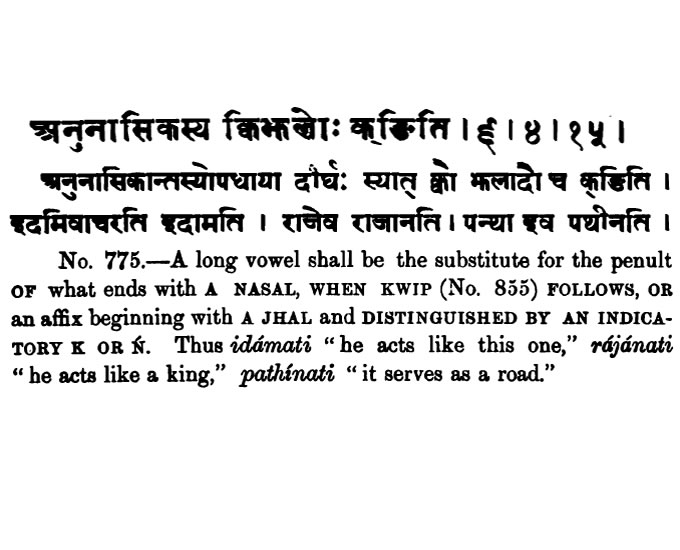 अनुनासिकस्य क्विझलोः क्ङिति । ६ । ४ । १५ ।
अनुनासिकान्तस्योपधाया दीर्घः स्यात् क्वौ झलादौ च क्ङिति ।
इदमिवाचरति इदामति । राजेव राजानति । पन्था इव पथीनति ।
No. 775.—A long vowel shall be the substitute for the penult
OF what ends with A NASAL, WHEN KWIP (No. 855) FOLLOWS, OR
an affix beginning with A JHAL and DISTINGUISHED BY AN INDICA-
TORY K OR Ń. Thus idámati “he acts like this one,” rájánati
“he acts like a king,” pathínati “it serves as a road.”